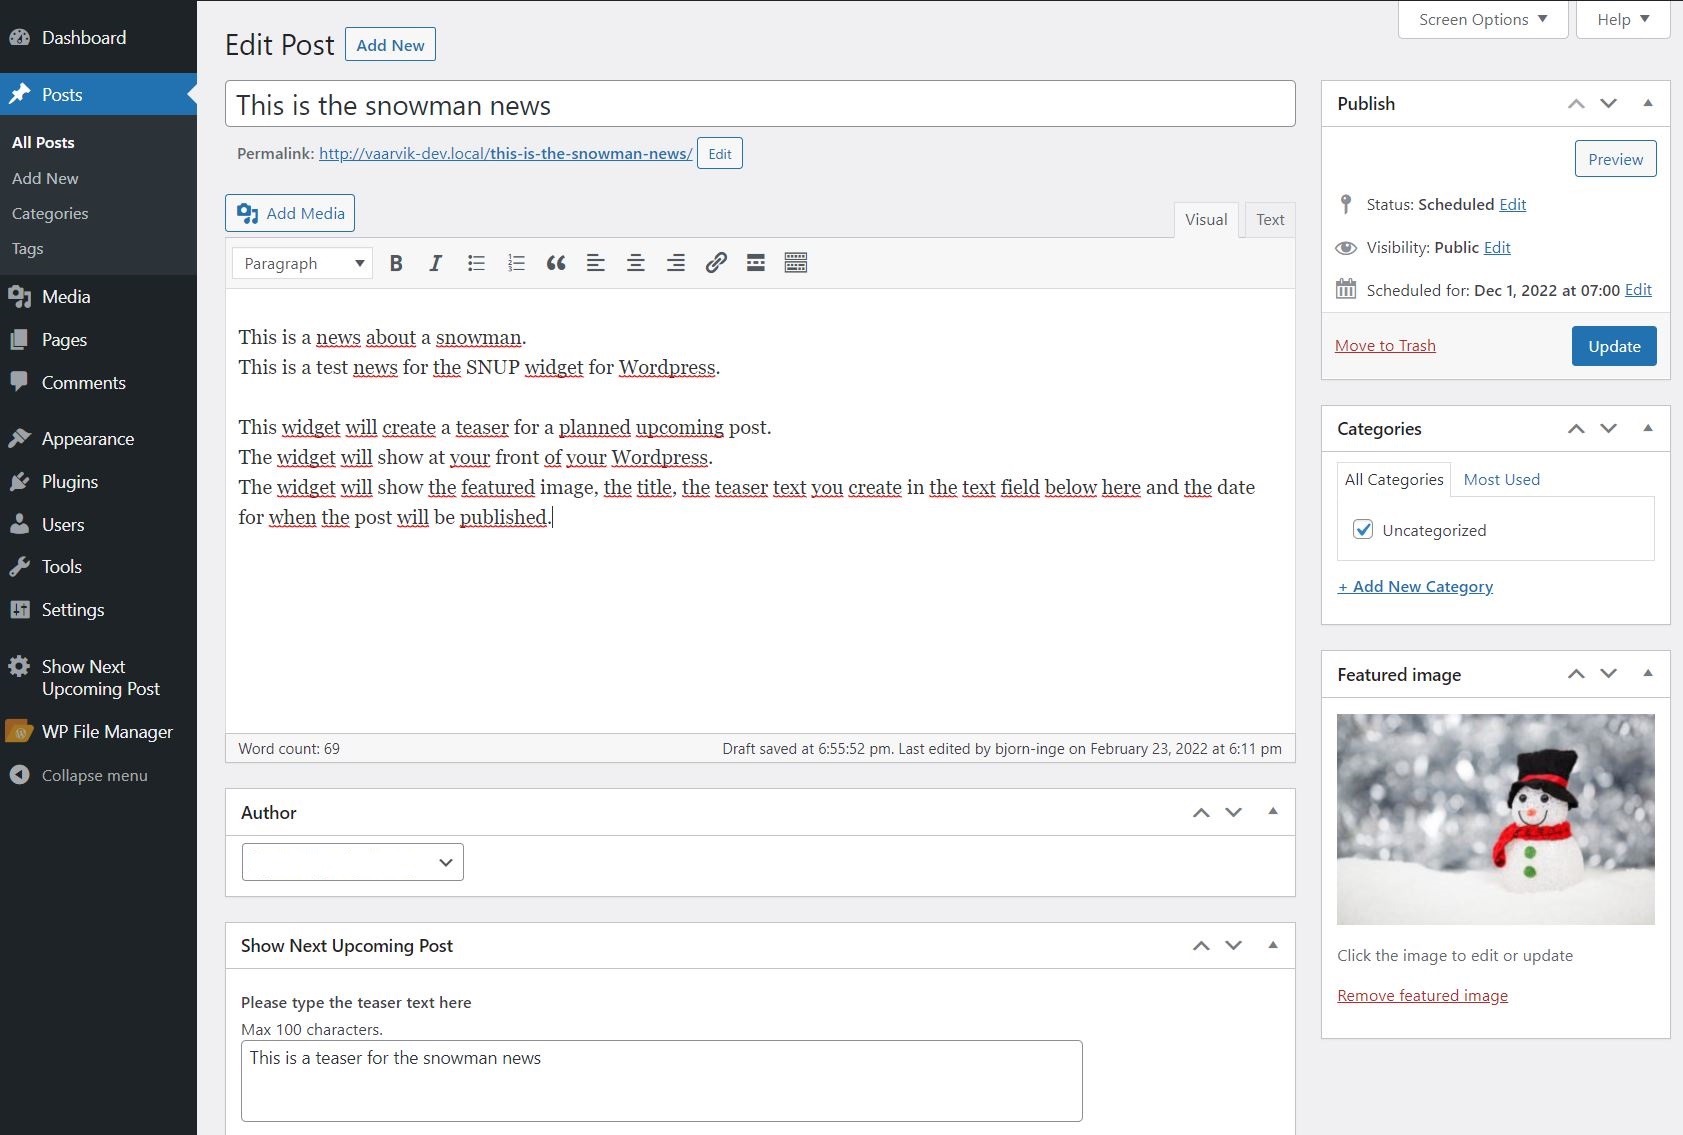 Dashboard
Posts
All Posts
Add New
Categories
Tags
Media
Pages
Comments
Appearance
Plugins
Users
Tools
Settings
Show Next
Upcoming Post
WP File Manager
Collapse menu
Screen Options
Help
Edit Post
Add New
This is the snowman news
Permalink: http://vaarvik-dev.local/this-is-the-snowman-news/ Edit
Add Media
Visual
Text
Paragraph
This is a news about a snowman.
This is a test news for the SNUP widget for Wordpress.
This widget will create a teaser for a planned upcoming post.
The widget will show at your front of your Wordpress.
The widget will show the featured image, the title, the teaser text you create in the text field below here and the date
for when the post will be published.
Word count: 69
Draft saved at 6:55:52 pm. Last edited by bjorn-inge on February 23, 2022 at 6:11 pm
Author
Show Next Upcoming Post
Please type the teaser text here
Max 100 characters.
This is a teaser for the snowman news
Publish
Preview
Status: Scheduled Edit
Visibility: Public Edit
Scheduled for: Dec 1, 2022 at 07:00 Edit
Move to Trash
Update
Categories
All Categories
Most Used
Uncategorized
+ Add New Category
Featured image
Click the image to edit or update
Remove featured image